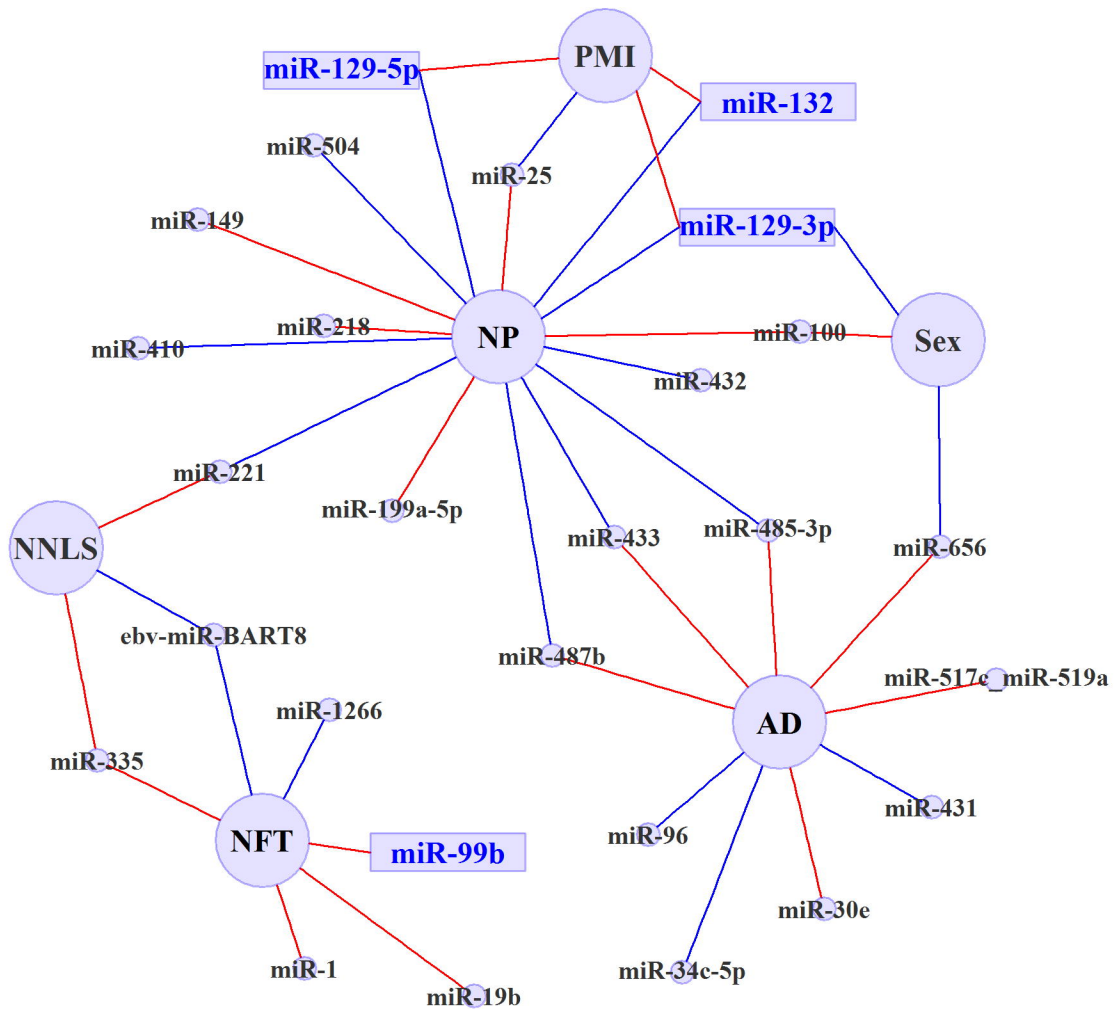 PMI
miR-129-5p
miR-132
miR-504
miR-25
miR-149
miR-129-3p
miR-218
miR-410
NP
miR-100
Sex
miR-432
miR-221
miR-199a-5p
miR-433
miR-485-3p
miR-656
NNLS
ebv-miR-BART8
miR-487b
miR-517c_miR-519a
miR-1266
AD
miR-335
miR-431
miR-96
NFT
miR-99b
miR-30e
miR-1
miR-34c-5p
miR-19b